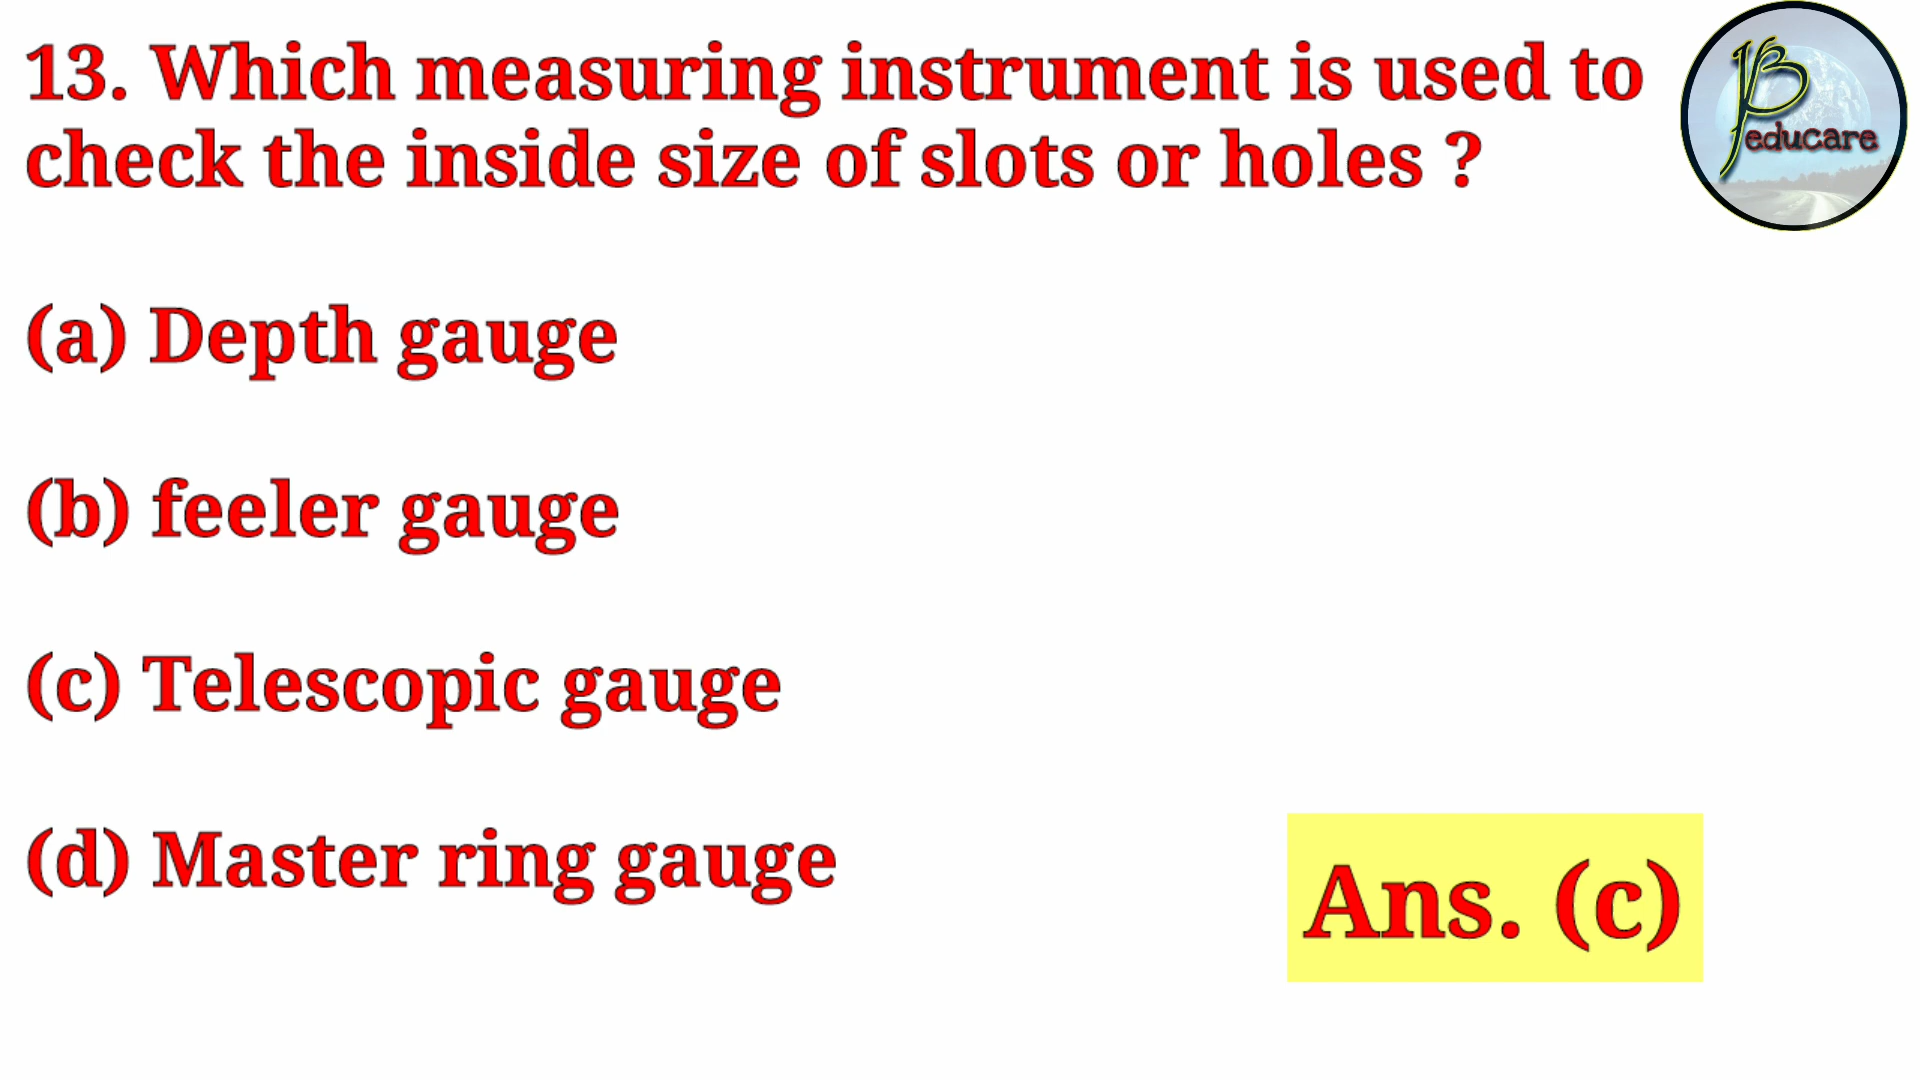 13. Which measuring instrument is used to
check the inside size of slots or holes ?
(a) Depth gauge
(b) feeler gauge
(c) Telescopic gauge
(d) Master ring gauge
Ans. (c)
educare